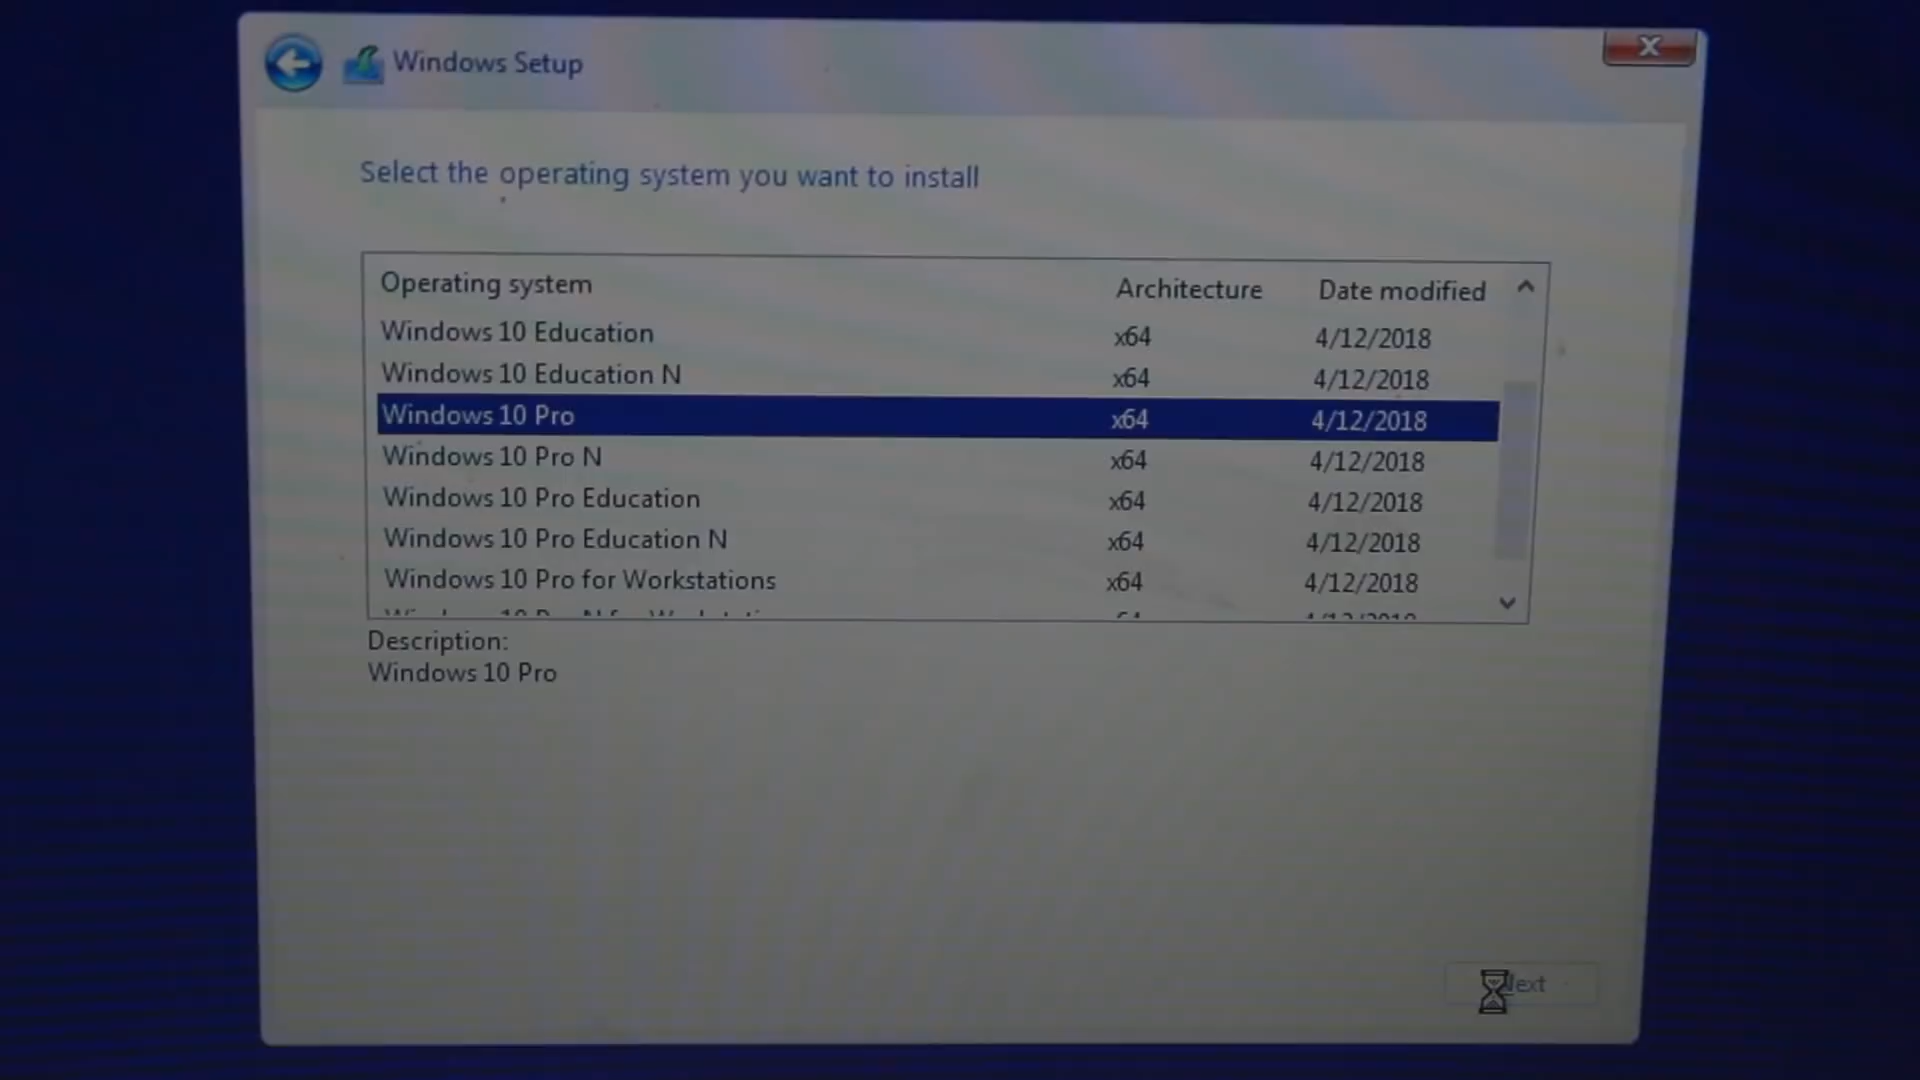 Windows Setup
Select the operating system you want to install
Operating system Architecture Date modified
Windows 10 Education x64 4/12/2018
Windows 10 Education N x64 4/12/2018
Windows 10 Pro x64 4/12/2018
Windows 10 Pro N x64 4/12/2018
Windows 10 Pro Education x64 4/12/2018
Windows 10 Pro Education N x64 4/12/2018
Windows 10 Pro for Workstations x64 4/12/2018
Description:
Windows 10 Pro
Next